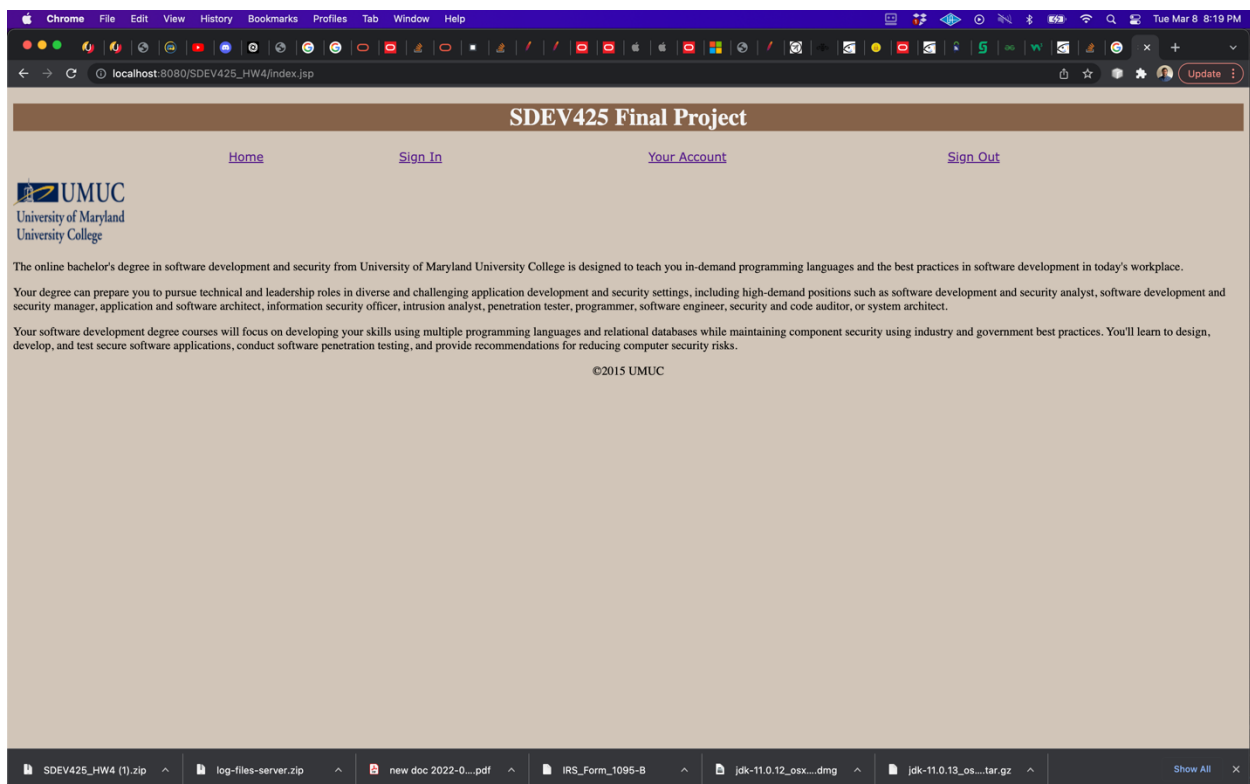 Chrome File Edit View History Bookmarks Profiles Tab Window Help Tue Mar 8 8:19 PM
localhost:8080/SDEV425_HW4/index.jsp Update
SDEV425 Final Project
Home Sign In Your Account Sign Out
UMUC
University of Maryland
University College
The online bachelor's degree in software development and security from University of Maryland University College is designed to teach you in-demand programming languages and the best practices in software development in today's workplace.
Your degree can prepare you to pursue technical and leadership roles in diverse and challenging application development and security settings, including high-demand positions such as software development and security analyst, software development and
security manager, application and software architect, information security officer, intrusion analyst, penetration tester, programmer, software engineer, security and code auditor, or system architect.
Your software development degree courses will focus on developing your skills using multiple programming languages and relational databases while maintaining component security using industry and government best practices. You'll learn to design,
develop, and test secure software applications, conduct software penetration testing, and provide recommendations for reducing computer security risks.
©2015 UMUC
SDEV425_HW4 (1).zip log-files-server.zip new doc 2022-0....pdf IRS_Form_1095-B jdk-11.0.12_osx....dmg jdk-11.0.13_os....tar.gz Show All